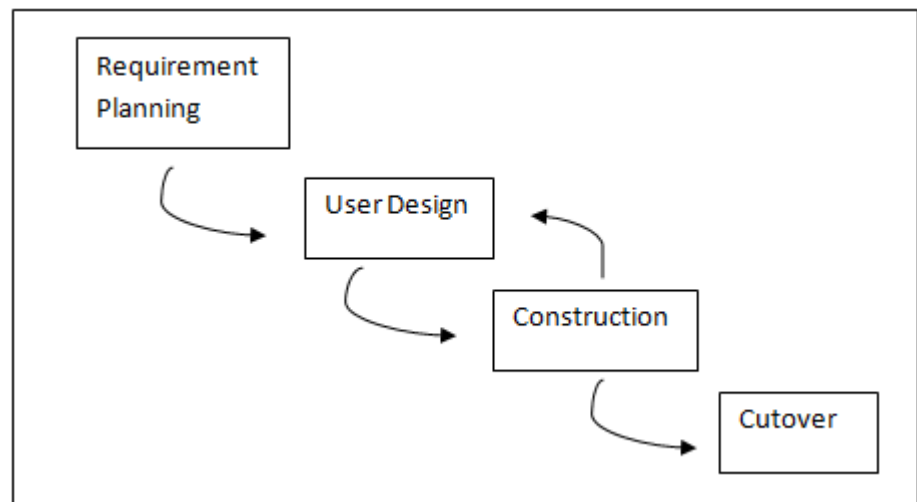 Requirement
Planning
User Design
Construction
Cutover